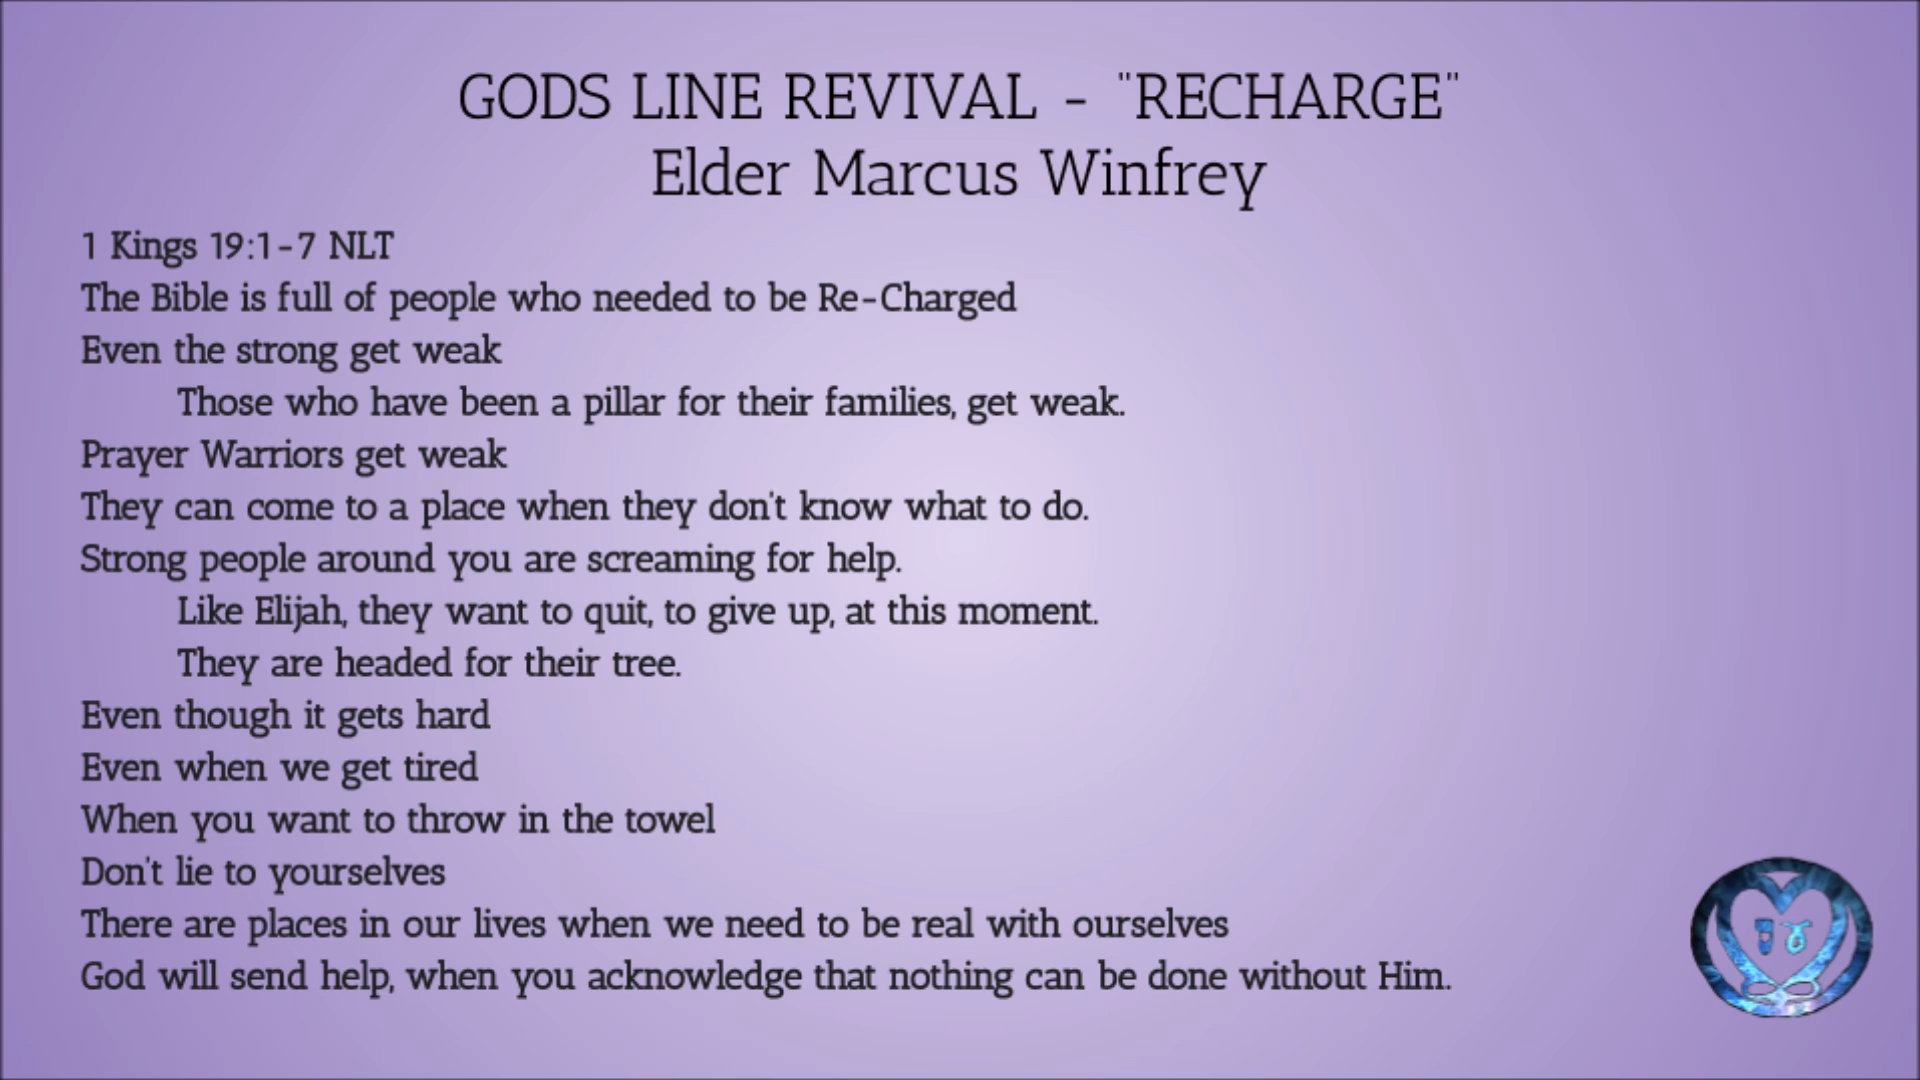 GODS LINE REVIVAL - "RECHARGE"
Elder Marcus Winfrey
1 Kings 19:1-7 NLT
The Bible is full of people who needed to be Re-Charged
Even the strong get weak
Those who have been a pillar for their families, get weak.
Prayer Warriors get weak
They can come to a place when they don't know what to do.
Strong people around you are screaming for help.
Like Elijah, they want to quit, to give up, at this moment.
They are headed for their tree.
Even though it gets hard
Even when we get tired
When you want to throw in the towel
Don't lie to yourselves
There are places in our lives when we need to be real with ourselves
God will send help, when you acknowledge that nothing can be done without Him.